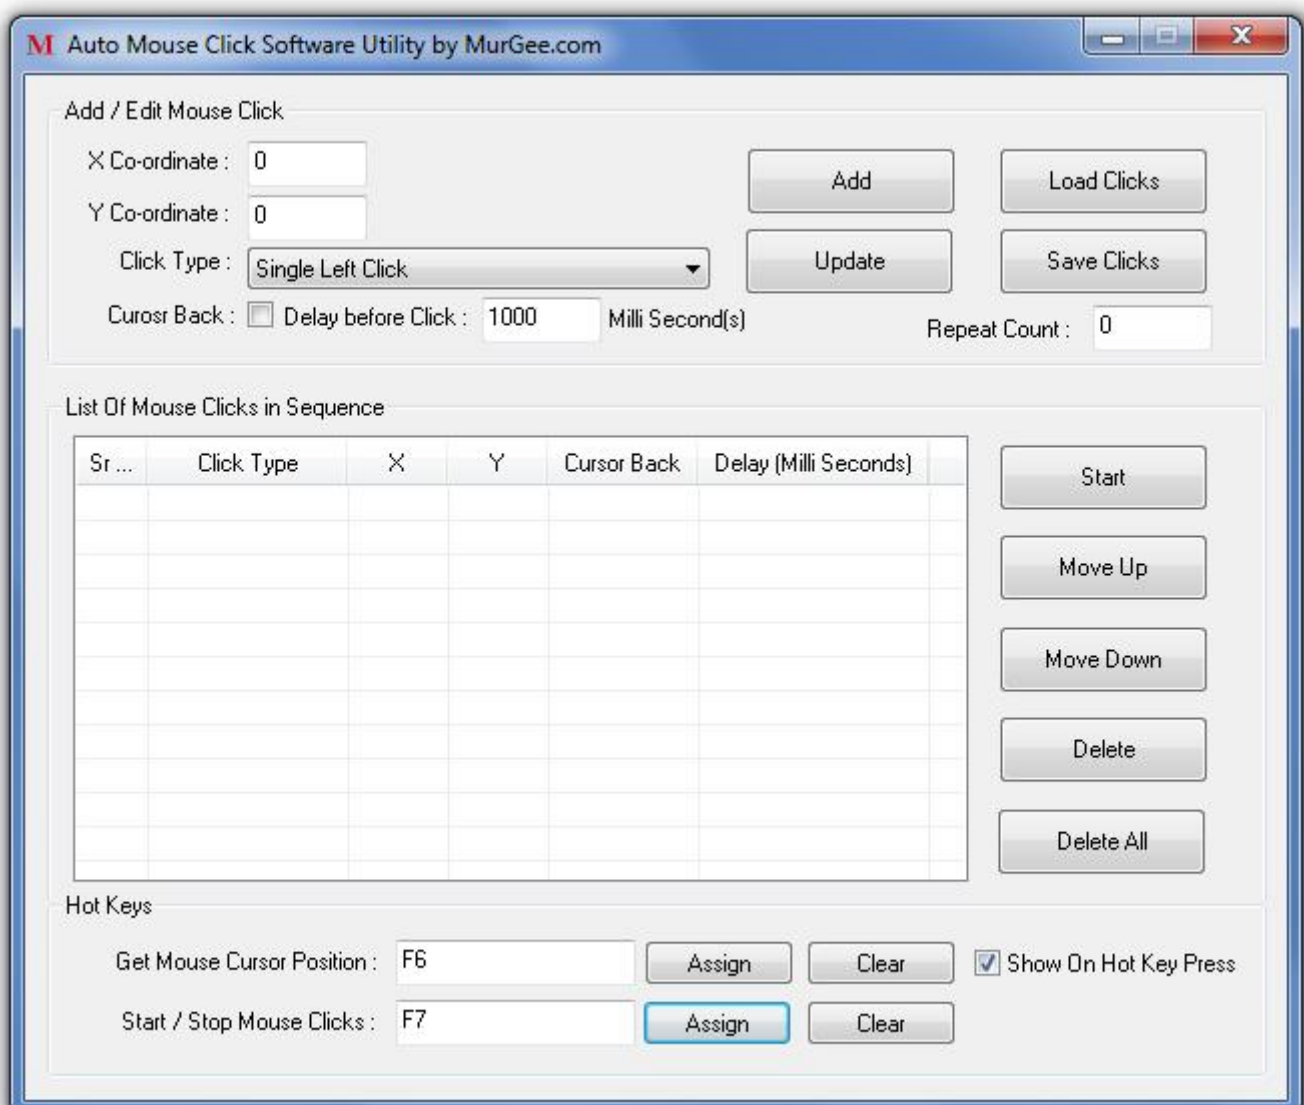 M Auto Mouse Click Software Utility by MurGee.com
Add / Edit Mouse Click
X Co-ordinate : 0
Add
Load Clicks
Y Co-ordinate : 0
Click Type : Single Left Click
Update
Save Clicks
Curosr Back : Delay before Click : 1000 Milli Second(s)
Repeat Count : 0
List Of Mouse Clicks in Sequence
Sr ... Click Type X Y Cursor Back Delay (Milli Seconds)
Start
Move Up
Move Down
Delete
Delete All
Hot Keys
Get Mouse Cursor Position : F6 Assign Clear Show On Hot Key Press
Start / Stop Mouse Clicks : F7 Assign Clear